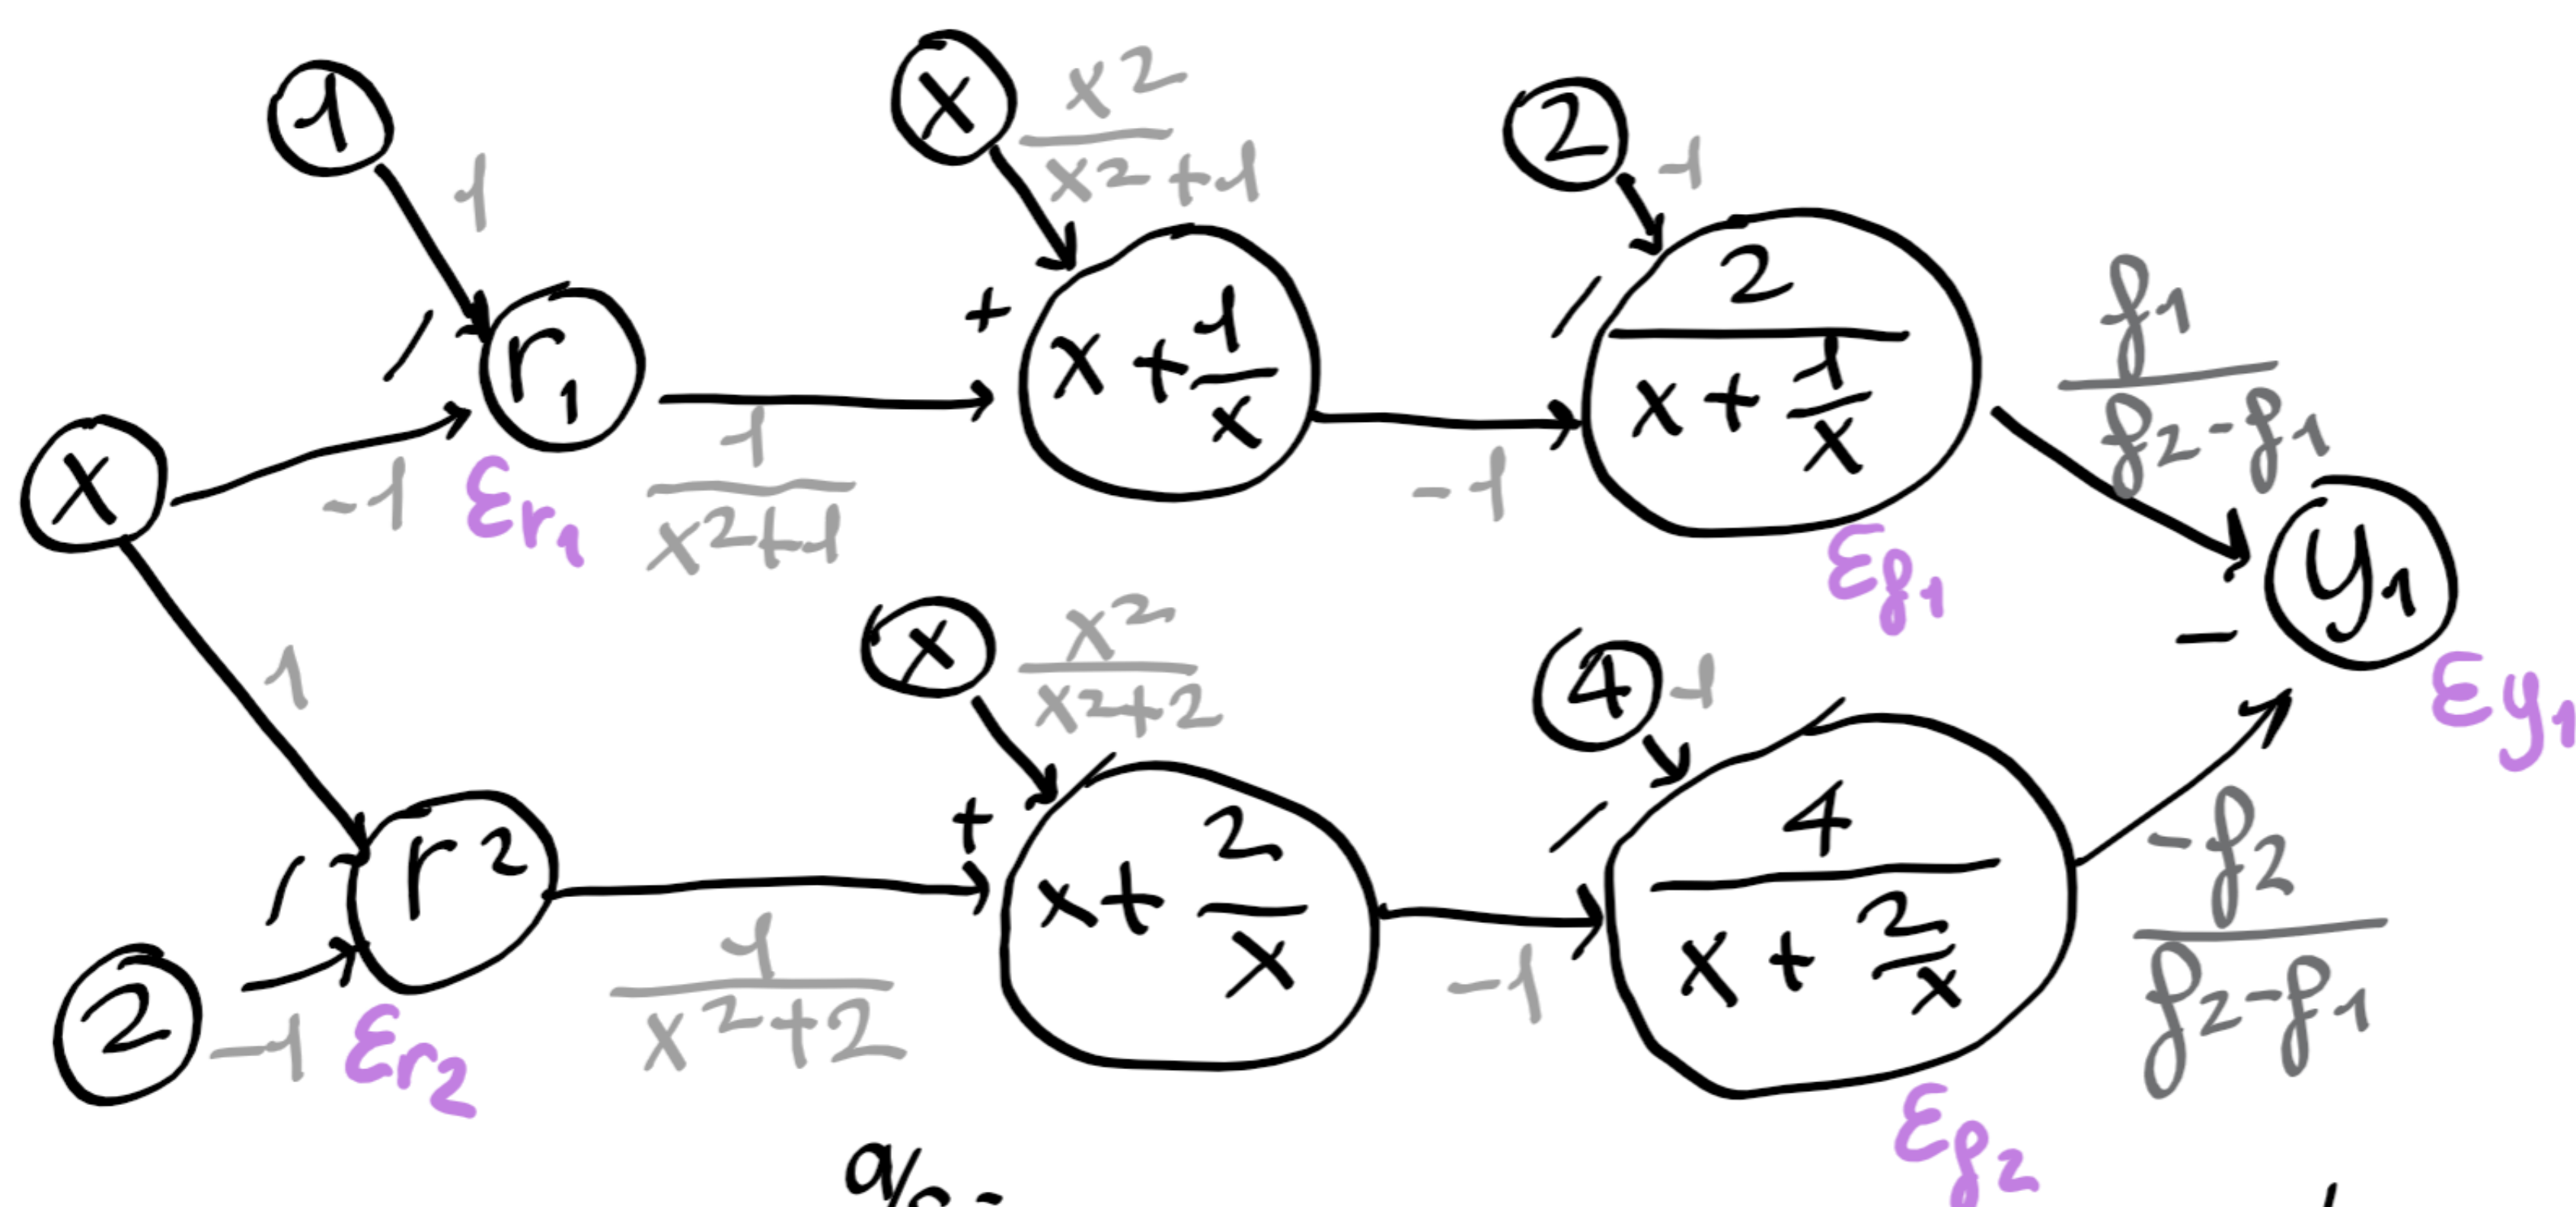 1
1
/
x
-1
r1
εr1
1/(x²+1)
x
x²/(x²+1)
+
x + 1/x
-1
2
-1
/
2/(x + 1/x)
εf1
f1/(f2-f1)
-
y1
εy1
1
/
2
-1
r2
εr2
2/(x²+2)
x
x²/(x²+2)
+
x + 2/x
-1
4
-1
/
4/(x + 2/x)
εf2
-f2/(f2-f1)